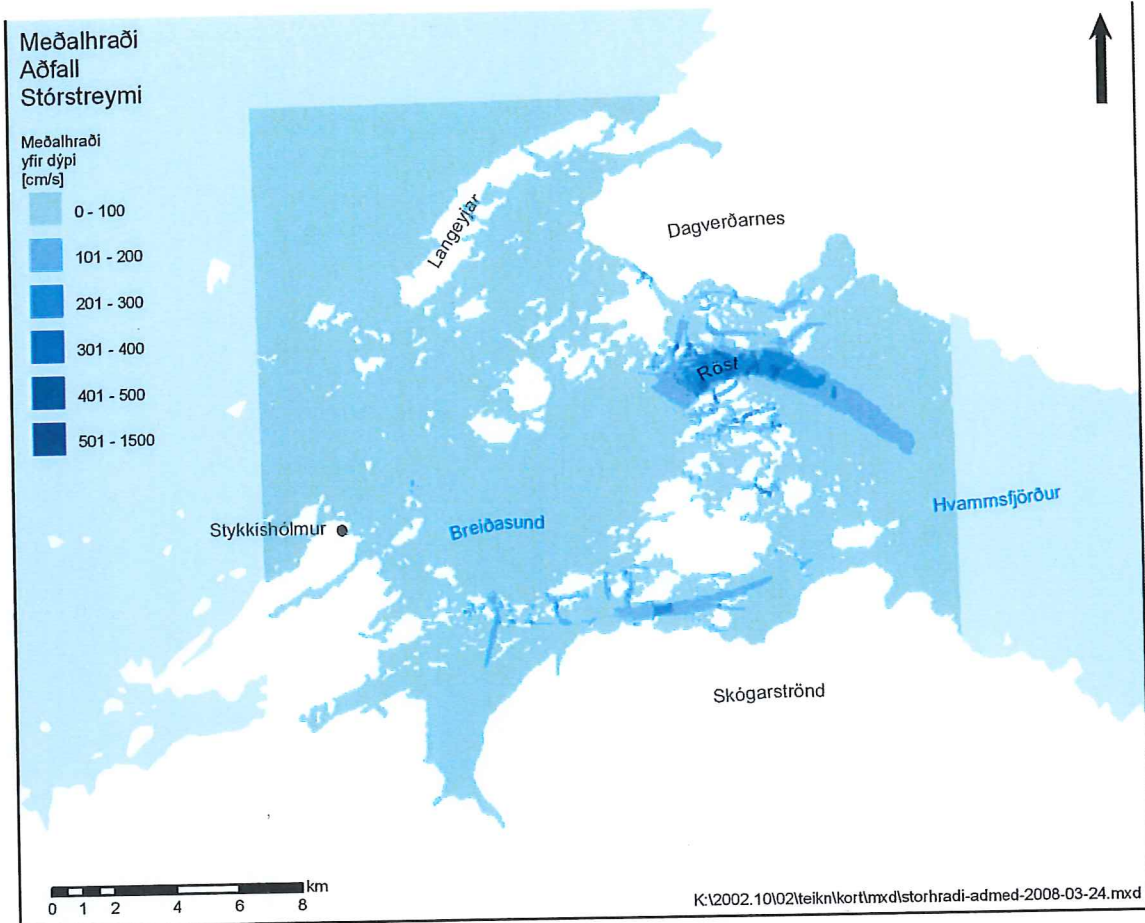 Meðalhraði
Aðfall
Stórstreymi
Meðalhraði
yfir dýpi
[cm/s]
0 - 100
101 - 200
201 - 300
301 - 400
401 - 500
501 - 1500
Langeyjar
Dagverðarnes
Röst
Hvammsfjörður
Stykkishólmur
Breiðasund
Skógarströnd
km
0 1 2 4 6 8
K:\2002.10\02\teikn\kort\mxd\storhradi-admed-2008-03-24.mxd